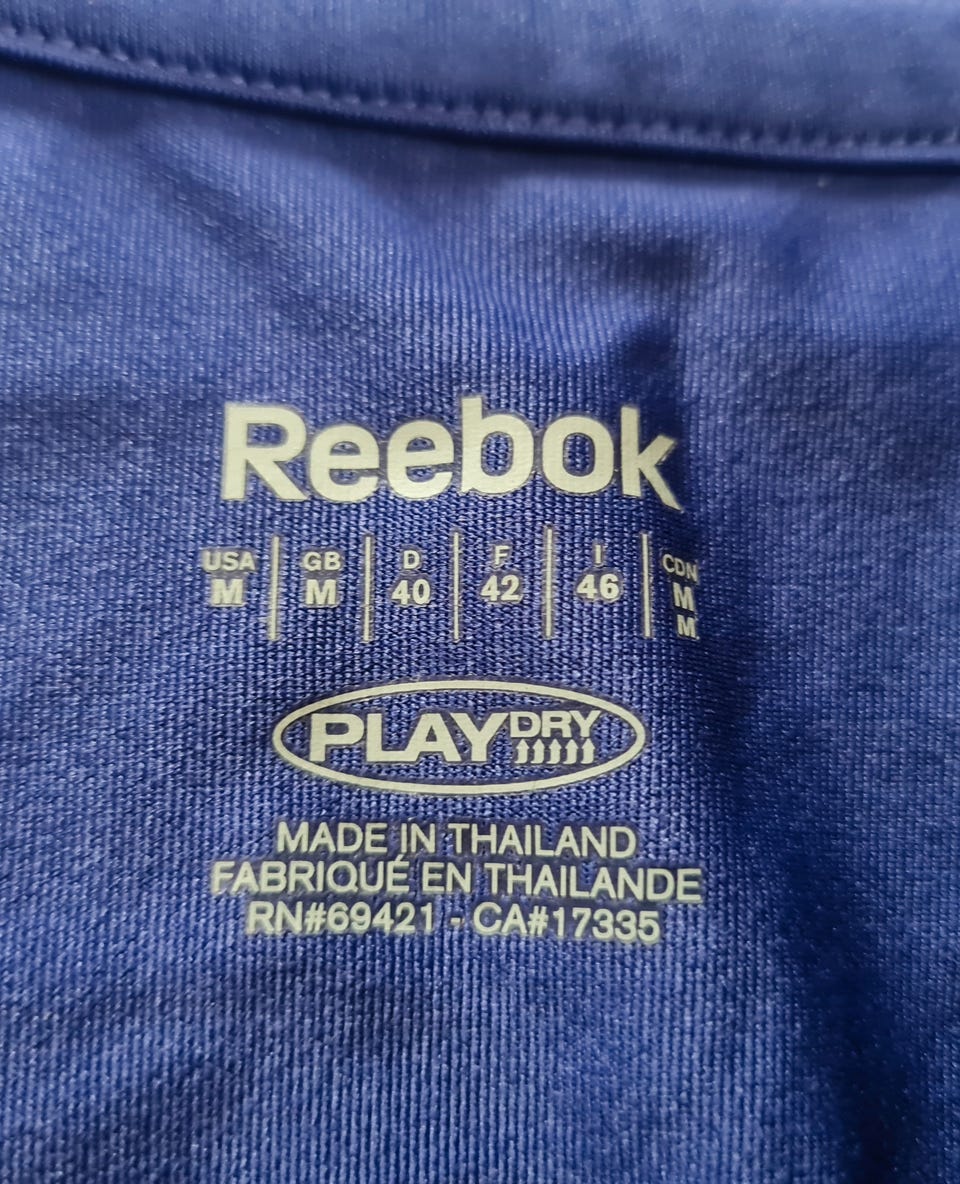 Reebok
USA GB D F I CDN
M M 40 42 46 M
M
PLAYDRY
MADE IN THAILAND
FABRIQUÉ EN THAILANDE
RN#69421 - CA#17335